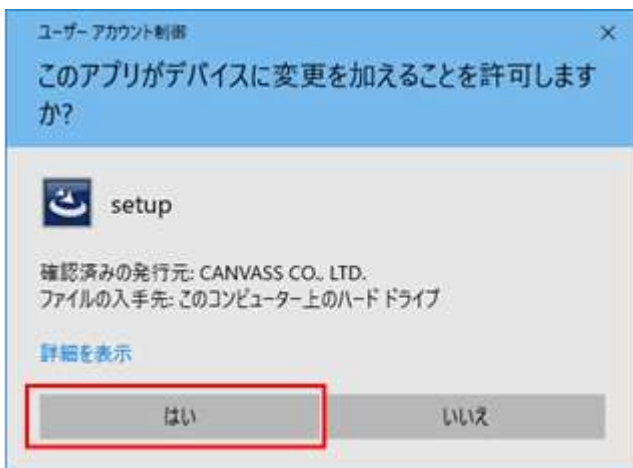 ユーザー アカウント制御
このアプリがデバイスに変更を加えることを許可します
か?
setup
確認済みの発行元: CANVASS CO., LTD.
ファイルの入手先: このコンピューター上のハード ドライブ
詳細を表示
はい
いいえ